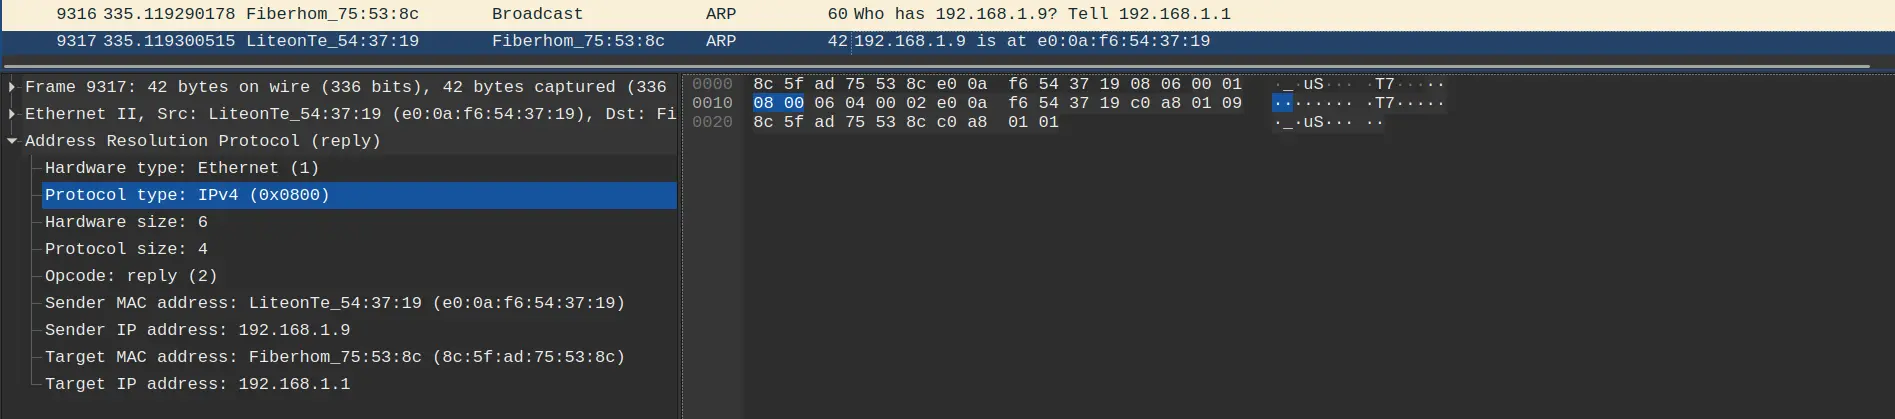 9316 335.119290178 Fiberhom_75:53:8c Broadcast ARP 60 Who has 192.168.1.9? Tell 192.168.1.1
9317 335.119300515 LiteonTe_54:37:19 Fiberhom_75:53:8c ARP 42 192.168.1.9 is at e0:0a:f6:54:37:19
Frame 9317: 42 bytes on wire (336 bits), 42 bytes captured (336
Ethernet II, Src: LiteonTe_54:37:19 (e0:0a:f6:54:37:19), Dst: Fi
Address Resolution Protocol (reply)
Hardware type: Ethernet (1)
Protocol type: IPv4 (0x0800)
Hardware size: 6
Protocol size: 4
Opcode: reply (2)
Sender MAC address: LiteonTe_54:37:19 (e0:0a:f6:54:37:19)
Sender IP address: 192.168.1.9
Target MAC address: Fiberhom_75:53:8c (8c:5f:ad:75:53:8c)
Target IP address: 192.168.1.1
0000 8c 5f ad 75 53 8c e0 0a f6 54 37 19 08 06 00 01 ·_·uS··· ·T7·····
0010 08 00 06 04 00 02 e0 0a f6 54 37 19 c0 a8 01 09 ········ ·T7·····
0020 8c 5f ad 75 53 8c c0 a8 01 01 ·_·uS··· ··